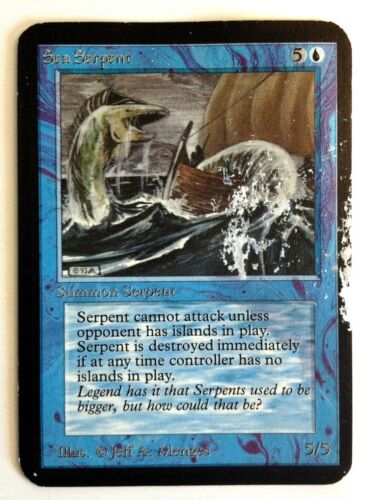 Sea Serpent 5
Summon Serpent
Serpent cannot attack unless
opponent has islands in play.
Serpent is destroyed immediately
if at any time controller has no
islands in play.
Legend has it that Serpents used to be
bigger, but how could that be?
Illus. © Jeff A. Menges 5/5